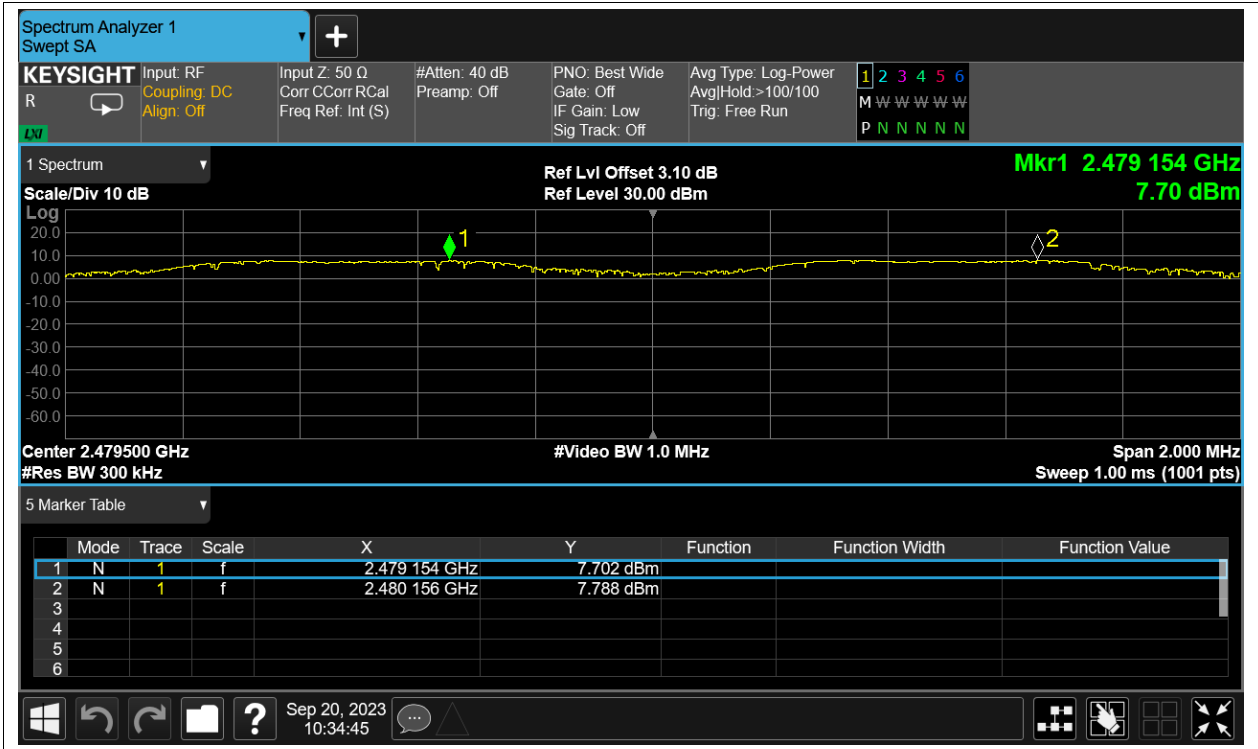 Spectrum Analyzer 1
Swept SA
+
KEYSIGHT Input: RF Input Z: 50 Ω #Atten: 40 dB PNO: Best Wide Avg Type: Log-Power 1 2 3 4 5 6
R Coupling: DC Corr CCorr RCal Preamp: Off Gate: Off Avg|Hold:>100/100 M W W W W W
Align: Off Freq Ref: Int (S) IF Gain: Low Trig: Free Run
LXI Sig Track: Off P N N N N N
1 Spectrum Ref Lvl Offset 3.10 dB Mkr1 2.479 154 GHz
Scale/Div 10 dB Ref Level 30.00 dBm 7.70 dBm
Log
20.0
1 2
10.0
0.00
-10.0
-20.0
-30.0
-40.0
-50.0
-60.0
Center 2.479500 GHz #Video BW 1.0 MHz Span 2.000 MHz
#Res BW 300 kHz Sweep 1.00 ms (1001 pts)
5 Marker Table
Mode Trace Scale X Y Function Function Width Function Value
1 N 1 f 2.479 154 GHz 7.702 dBm
2 N 1 f 2.480 156 GHz 7.788 dBm
3
4
5
6
? Sep 20, 2023
10:34:45